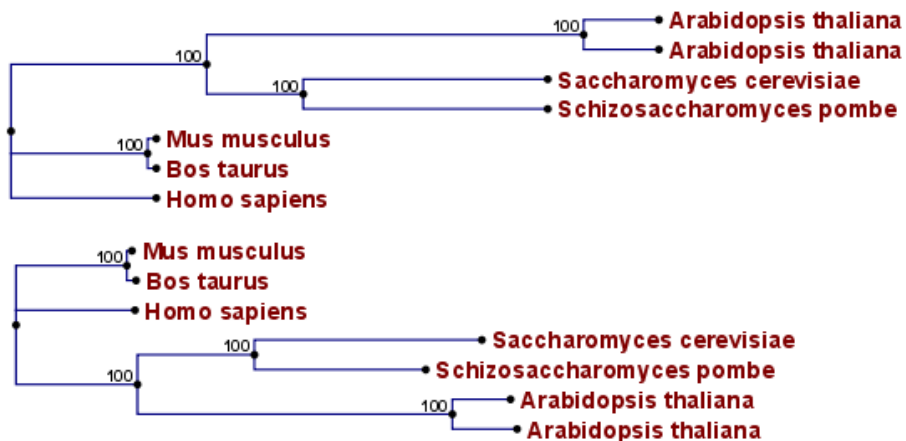 100 Arabidopsis thaliana
100 Arabidopsis thaliana
100 Saccharomyces cerevisiae
Schizosaccharomyces pombe
100 Mus musculus
Bos taurus
Homo sapiens
100 Mus musculus
Bos taurus
Homo sapiens
100 Saccharomyces cerevisiae
100 Schizosaccharomyces pombe
100 Arabidopsis thaliana
Arabidopsis thaliana